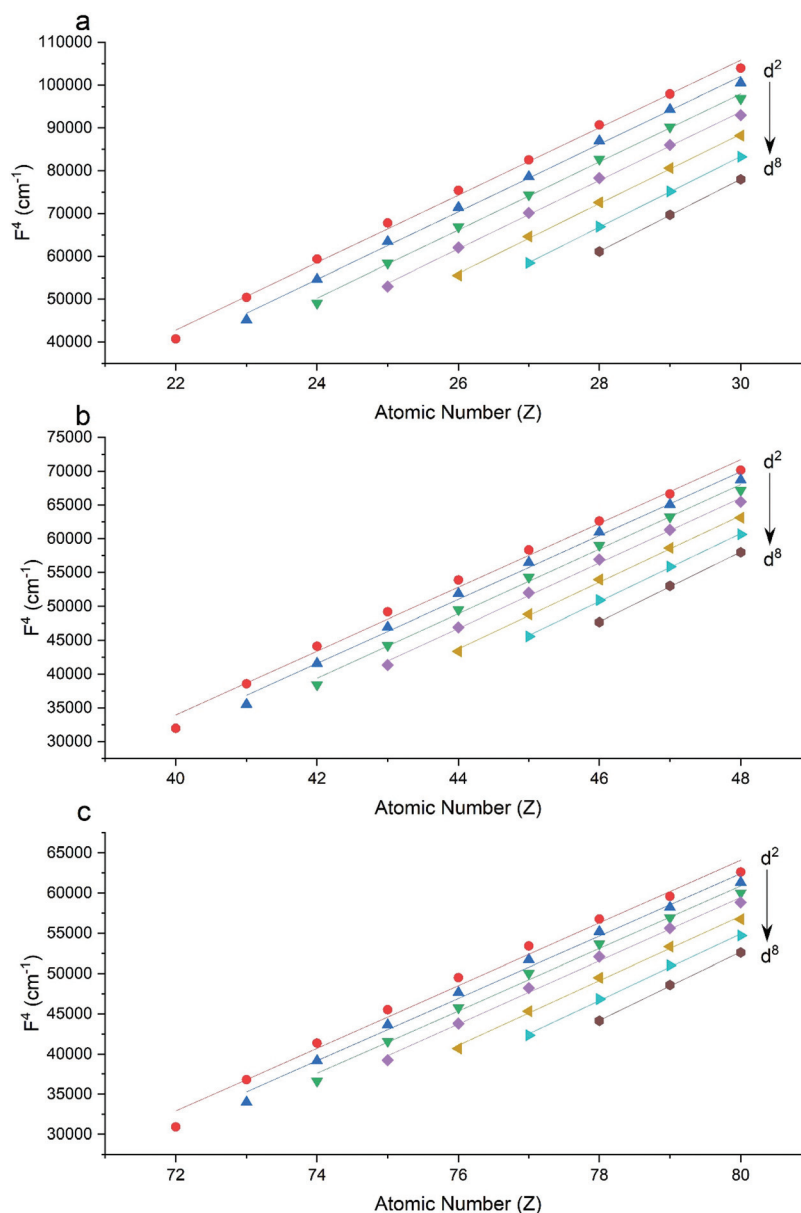 a
110000
100000
90000
80000
70000
60000
50000
40000
F⁴ (cm⁻¹)
d²
d⁸
22 24 26 28 30
Atomic Number (Z)
b
75000
70000
65000
60000
55000
50000
45000
40000
35000
30000
F⁴ (cm⁻¹)
d²
d⁸
40 42 44 46 48
Atomic Number (Z)
c
65000
60000
55000
50000
45000
40000
35000
30000
F⁴ (cm⁻¹)
d²
d⁸
72 74 76 78 80
Atomic Number (Z)